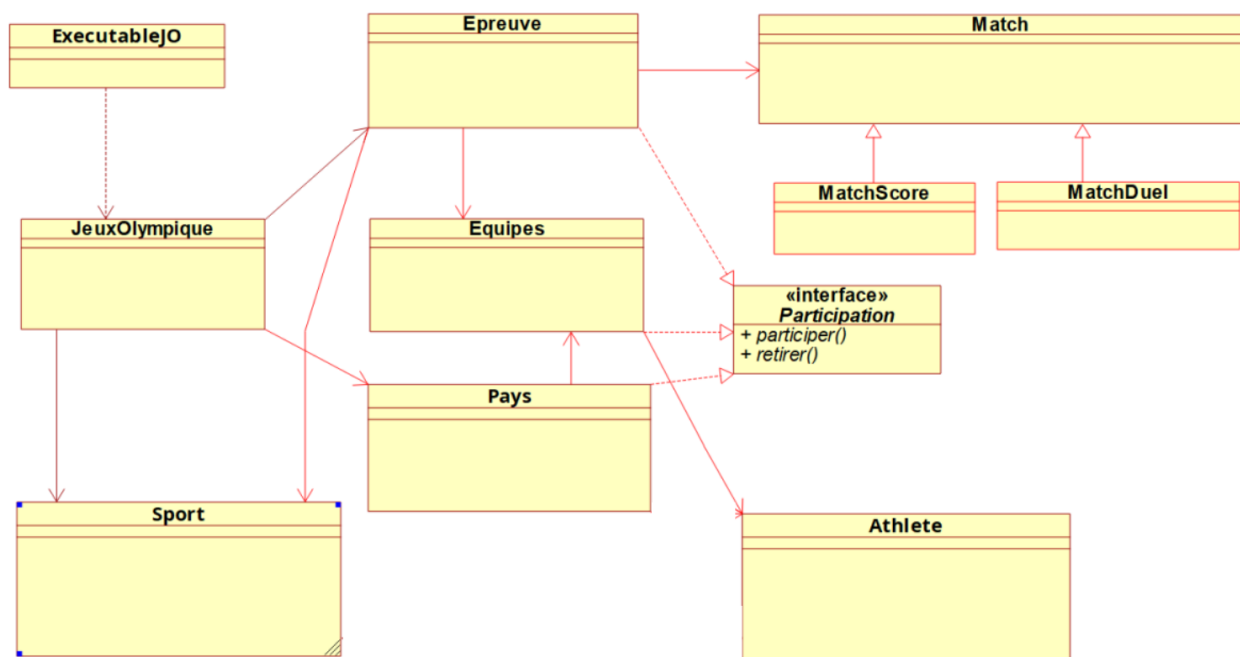 ExecutableJO
Epreuve
Match
MatchScore
MatchDuel
JeuxOlympique
Equipes
«interface»
Participation
+ participer()
+ retirer()
Pays
Sport
Athlete